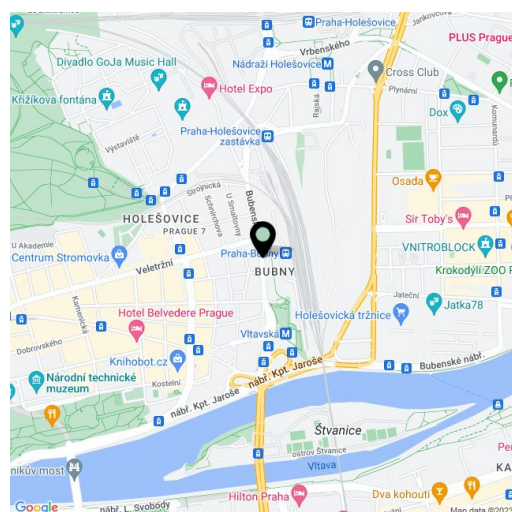 Jankovcova
Praha-Holešovice
Vrbenského
PLUS Prague
Divadlo GoJa Music Hall
Nádraží Holešovice
Cross Club
Hotel Expo
Rajská
Plynární
Křižíkova fontána
Dox
Komunardů
Praha-Holešovice
zastávka
Výstaviště
Osada
Strojnická
Schnirchova
U Smaltovny
Bubenská
HOLEŠOVICE
PRAGUE 7
Sir Toby's
U Akademie
Centrum Stromovka
Veletržní
Praha-Bubny
BUBNY
VNITROBLOCK
Krokodýlí ZOO
Kamenická
Jateční
Jatka78
Hotel Belvedere Prague
Holešovická tržnice
Vltavská
Dobrovského
Knihobot.cz
Bubenské nábř.
Národní technické
muzeum
Kostelní
nábř. Kpt. Jaroše
nábř. Kpt. Jaroše
Štvanice
ostrov Štvanice
Vltava
nikův most
KA
Hilton Praha
Dva kohouti
Google
nábř. L. Svobody
Map data ©202